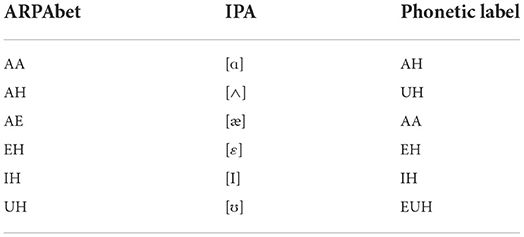 ARPAbet IPA Phonetic label
AA [ɑ] AH
AH [∧] UH
AE [æ] AA
EH [ε] EH
IH [I] IH
UH [ʊ] EUH